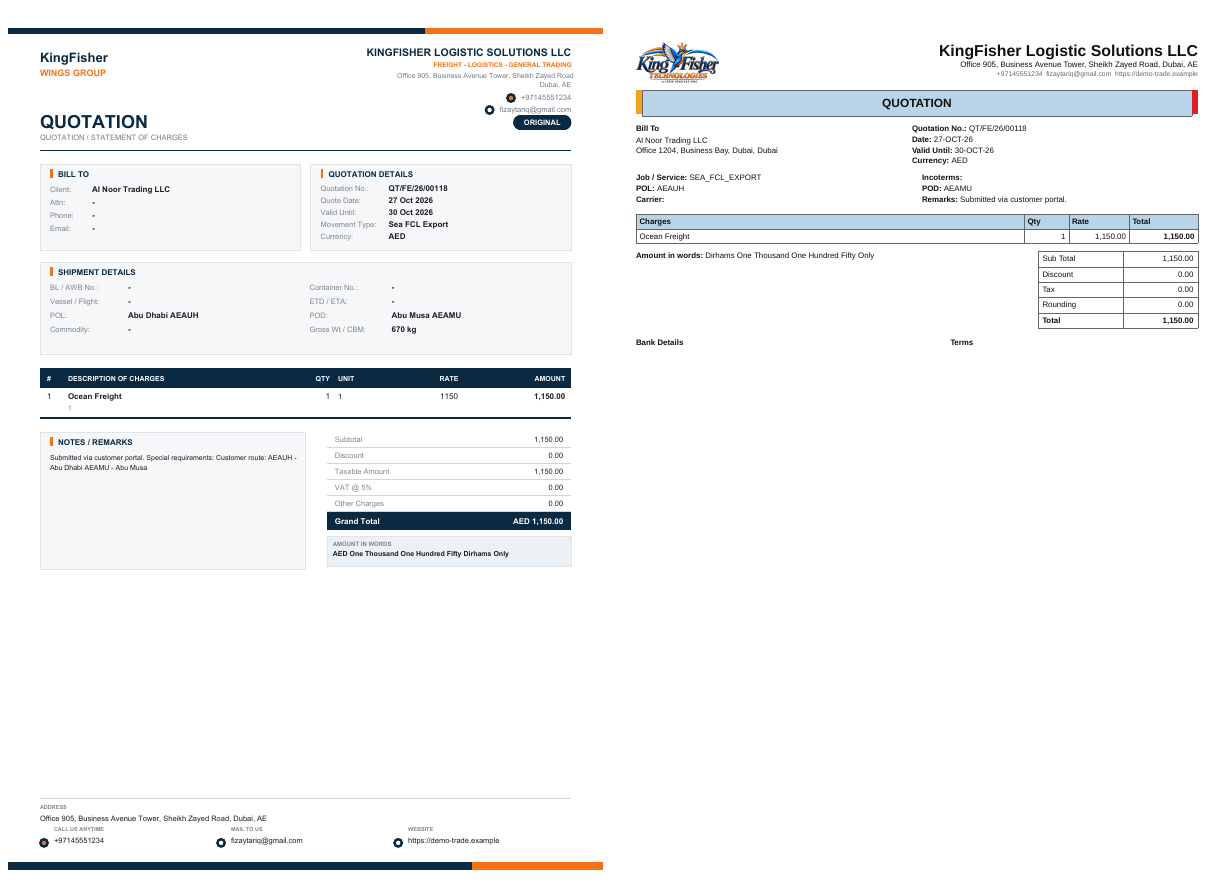 KingFisher
WINGS GROUP
KINGFISHER LOGISTIC SOLUTIONS LLC
FREIGHT - LOGISTICS - GENERAL TRADING
Office 905, Business Avenue Tower, Sheikh Zayed Road
Dubai, AE
+97145551234
fizaytariq@gmail.com
ORIGINAL
QUOTATION
QUOTATION / STATEMENT OF CHARGES
BILL TO
Client: Al Noor Trading LLC
Attn: -
Phone: -
Email: -
QUOTATION DETAILS
Quotation No.: QT/FE/26/00118
Quote Date: 27 Oct 2026
Valid Until: 30 Oct 2026
Movement Type: Sea FCL Export
Currency: AED
SHIPMENT DETAILS
BL / AWB No.: - Container No.: -
Vessel / Flight: - ETD / ETA: -
POL: Abu Dhabi AEAUH POD: Abu Musa AEAMU
Commodity: - Gross Wt / CBM: 670 kg
# DESCRIPTION OF CHARGES QTY UNIT RATE AMOUNT
1 Ocean Freight 1 1 1150 1,150.00
1
NOTES / REMARKS
Submitted via customer portal. Special requirements: Customer route: AEAUH -
Abu Dhabi AEAMU - Abu Musa
Subtotal 1,150.00
Discount 0.00
Taxable Amount 1,150.00
VAT @ 5% 0.00
Other Charges 0.00
Grand Total AED 1,150.00
AMOUNT IN WORDS
AED One Thousand One Hundred Fifty Dirhams Only
ADDRESS
Office 905, Business Avenue Tower, Sheikh Zayed Road, Dubai, AE
CALL US ANYTIME MAIL TO US WEBSITE
+97145551234 fizaytariq@gmail.com https://demo-trade.example
King Fisher
TECHNOLOGIES
KingFisher Logistic Solutions LLC
Office 905, Business Avenue Tower, Sheikh Zayed Road, Dubai, AE
+97145551234 fizaytariq@gmail.com https://demo-trade.example
QUOTATION
Bill To
Al Noor Trading LLC
Office 1204, Business Bay, Dubai, Dubai
Quotation No.: QT/FE/26/00118
Date: 27-OCT-26
Valid Until: 30-OCT-26
Currency: AED
Job / Service: SEA_FCL_EXPORT Incoterms:
POL: AEAUH POD: AEAMU
Carrier: Remarks: Submitted via customer portal.
Charges Qty Rate Total
Ocean Freight 1 1,150.00 1,150.00
Amount in words: Dirhams One Thousand One Hundred Fifty Only
Sub Total 1,150.00
Discount 0.00
Tax 0.00
Rounding 0.00
Total 1,150.00
Bank Details Terms